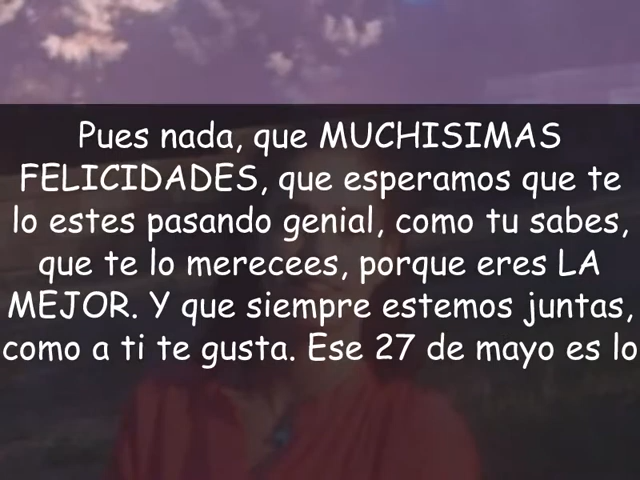 Pues nada, que MUCHISIMAS
FELICIDADES, que esperamos que te
lo estes pasando genial, como tu sabes,
que te lo merecees, porque eres LA
MEJOR. Y que siempre estemos juntas,
como a ti te gusta. Ese 27 de mayo es lo